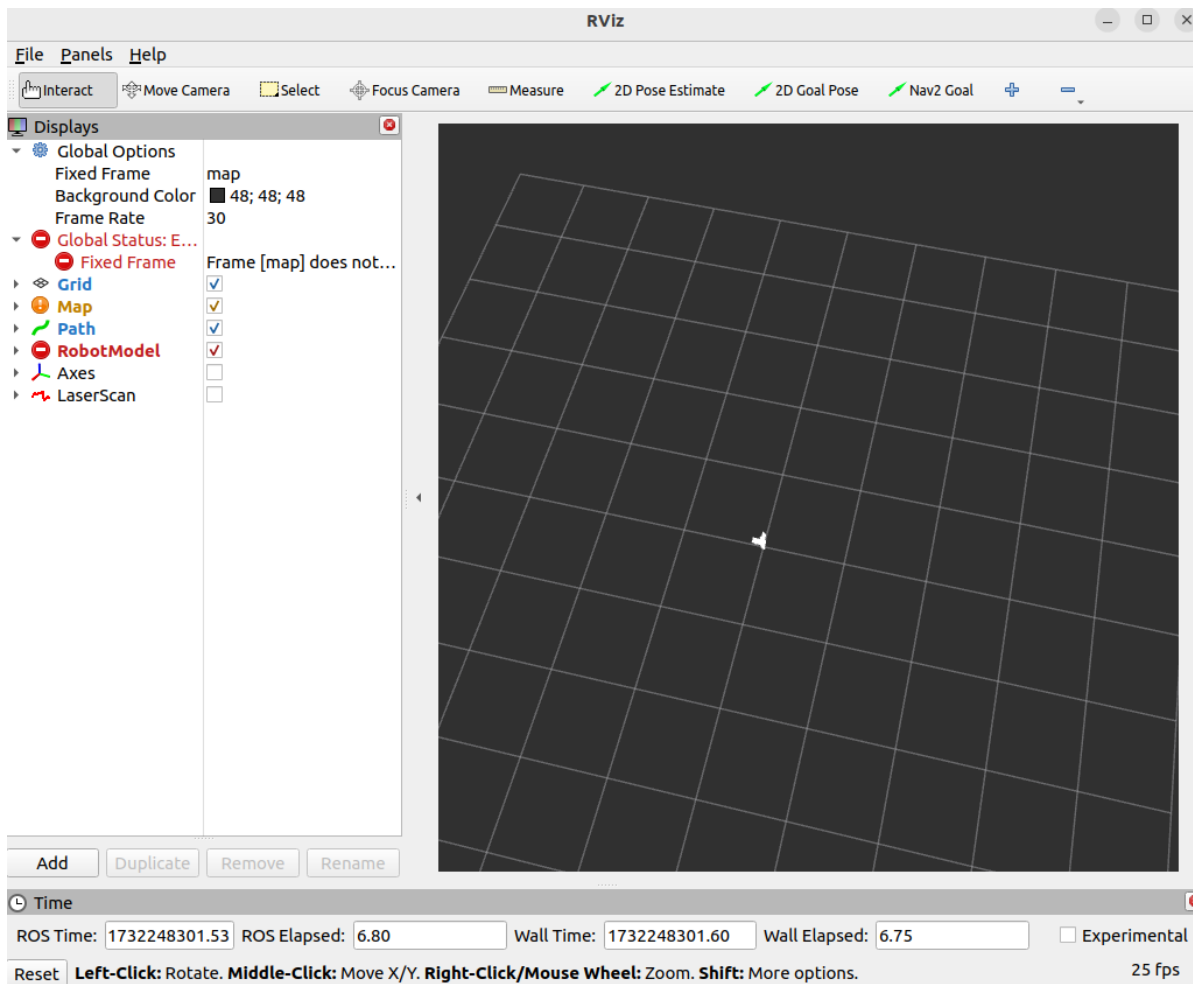 RViz
File Panels Help
Interact Move Camera Select Focus Camera Measure 2D Pose Estimate 2D Goal Pose Nav2 Goal
Displays
Global Options
Fixed Frame map
Background Color 48; 48; 48
Frame Rate 30
Global Status: E...
Fixed Frame Frame [map] does not...
Grid
Map
Path
RobotModel
Axes
LaserScan
Add Duplicate Remove Rename
Time
ROS Time: 1732248301.53 ROS Elapsed: 6.80 Wall Time: 1732248301.60 Wall Elapsed: 6.75 Experimental
Reset Left-Click: Rotate. Middle-Click: Move X/Y. Right-Click/Mouse Wheel: Zoom. Shift: More options. 25 fps